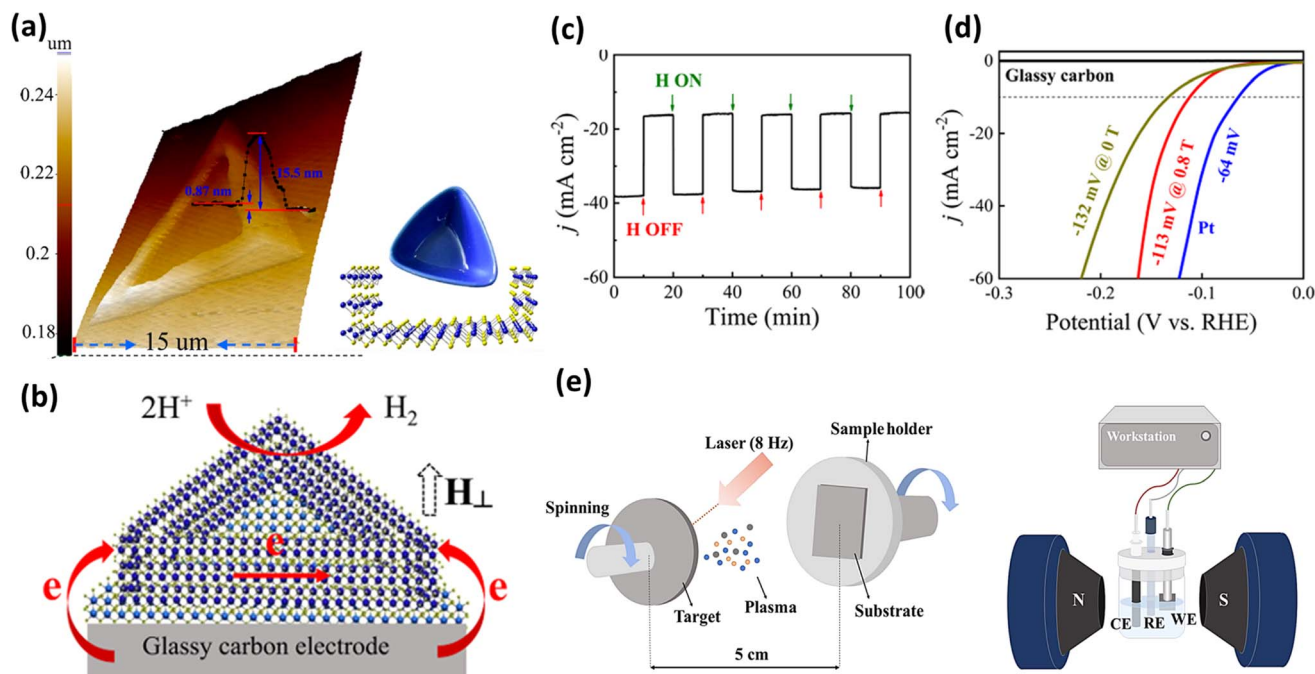 (a)
um
0.24
0.22
0.2
0.18
0.87 nm
15.5 nm
15 um
(b)
2H⁺
H₂
H⊥
e
e
e
Glassy carbon electrode
(c)
0
-20
-40
-60
j (mA cm⁻²)
H ON
H OFF
0
20
40
60
80
100
Time (min)
(d)
0
-20
-40
-60
j (mA cm⁻²)
Glassy carbon
-132 mV @ 0 T
-113 mV @ 0.8 T
-64 mV
Pt
-0.3
-0.2
-0.1
0.0
Potential (V vs. RHE)
(e)
Laser (8 Hz)
Sample holder
Spinning
Target
Plasma
Substrate
5 cm
Workstation
N
S
CE
RE
WE